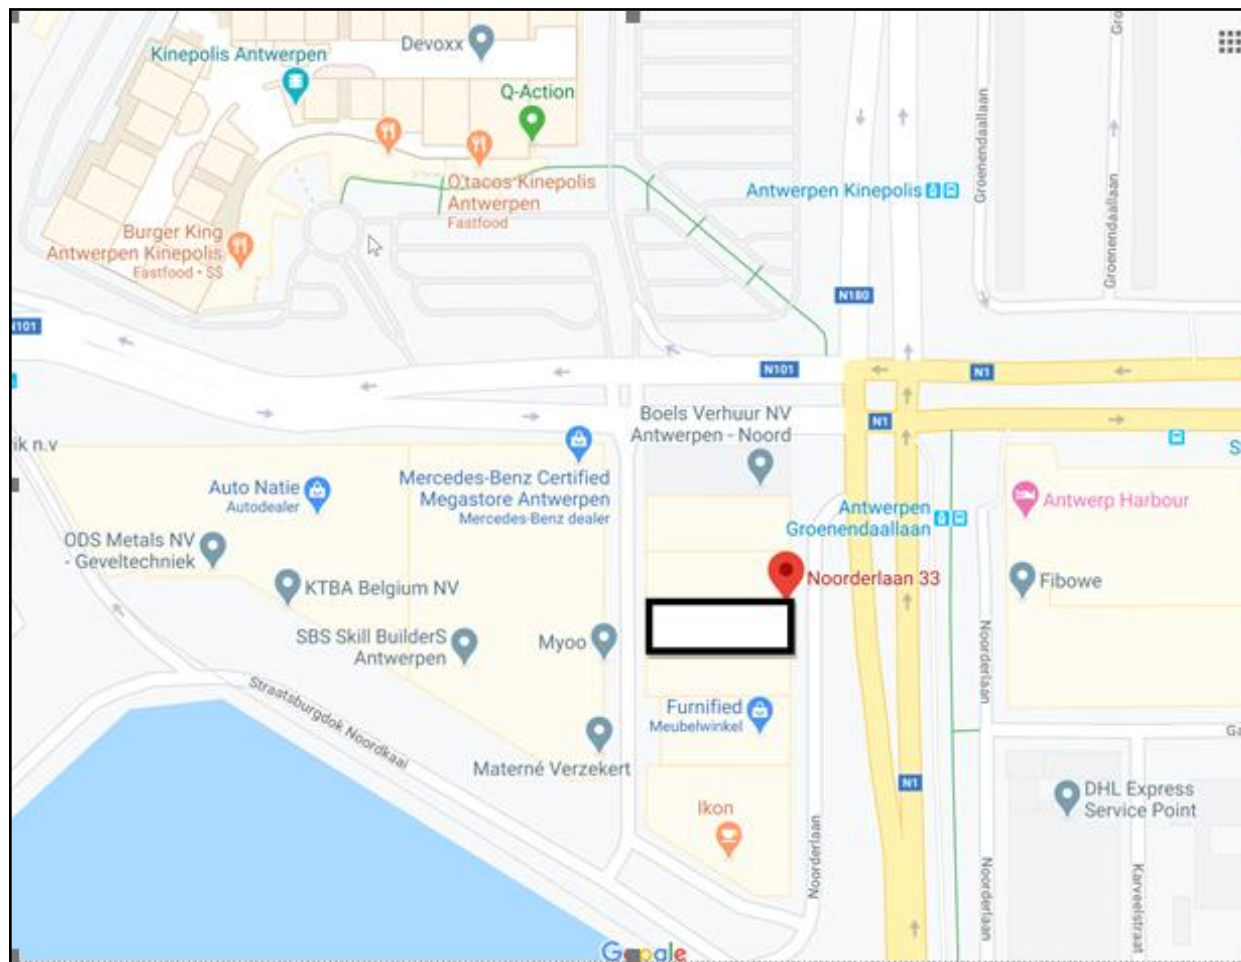 Devoxx
Kinepolis Antwerpen
Q-Action
O'tacos Kinepolis
Antwerpen
Fastfood
Burger King
Antwerpen Kinepolis
Fastfood • $$
Antwerpen Kinepolis
Groenendaallaan
Groenendaallaan
Gro
N180
N101
N101
N1
N1
Boels Verhuur NV
Antwerpen - Noord
ik n.v
Mercedes-Benz Certified
Megastore Antwerpen
Mercedes-Benz dealer
Auto Natie
Autodealer
S
Antwerp Harbour
Antwerpen
Groenendaallaan
ODS Metals NV
- Geveltechniek
KTBA Belgium NV
Noorderlaan 33
Fibowe
SBS Skill BuilderS
Antwerpen
Myoo
Noorderlaan
Straatsburgdok Noordkaai
Furnified
Meubelwinkel
Ga
Materné Verzekert
N1
DHL Express
Service Point
Ikon
Noorderlaan
Noorderlaan
Karveelstraat
Google